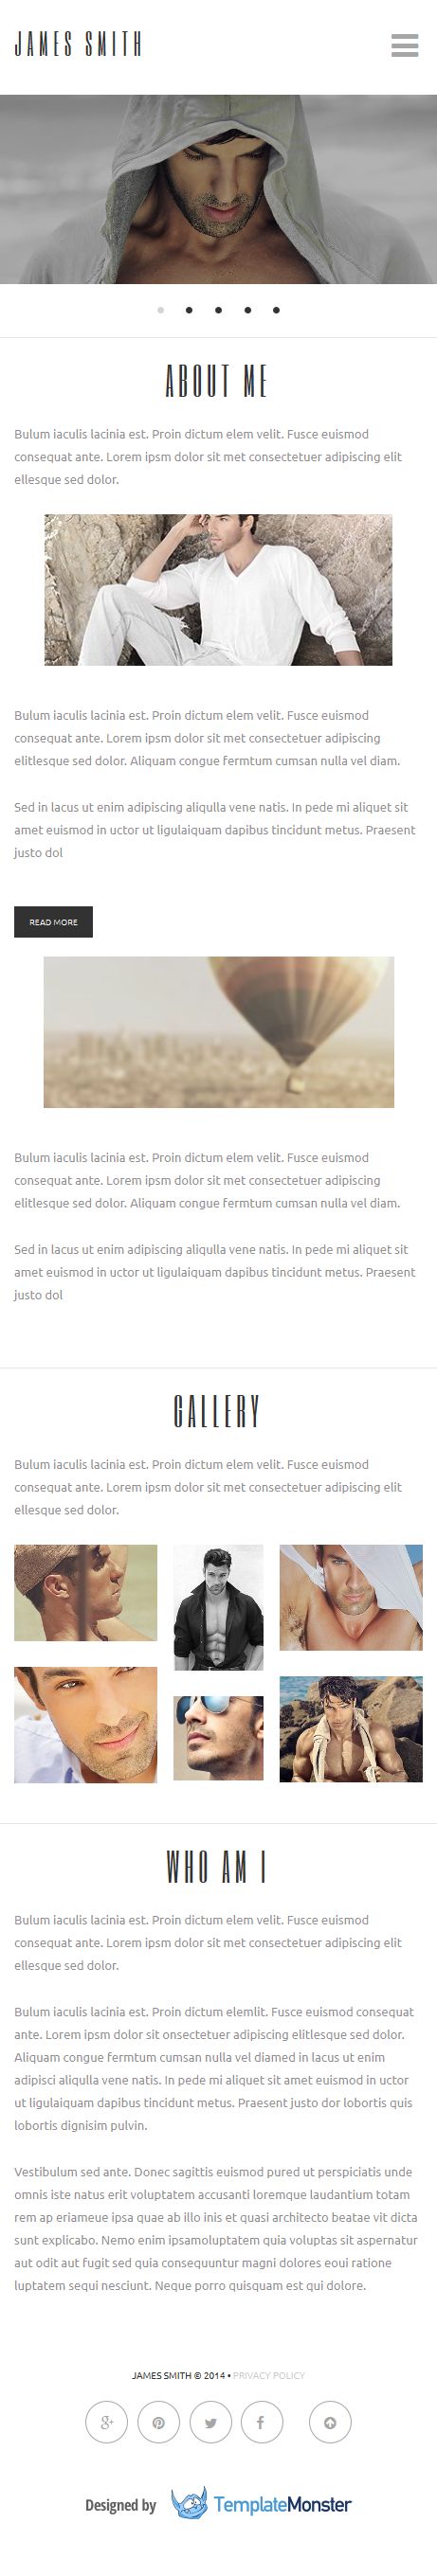 JAMES SMITH
ABOUT ME
Bulum iaculis lacinia est. Proin dictum elem velit. Fusce euismod
consequat ante. Lorem ipsm dolor sit met consectetuer adipiscing elit
ellesque sed dolor.
Bulum iaculis lacinia est. Proin dictum elem velit. Fusce euismod
consequat ante. Lorem ipsm dolor sit met consectetuer adipiscing
elitlesque sed dolor. Aliquam congue fermtum cumsan nulla vel diam.
Sed in lacus ut enim adipiscing aliqulla vene natis. In pede mi aliquet sit
amet euismod in uctor ut ligulaiquam dapibus tincidunt metus. Praesent
justo dol
READ MORE
Bulum iaculis lacinia est. Proin dictum elem velit. Fusce euismod
consequat ante. Lorem ipsm dolor sit met consectetuer adipiscing
elitlesque sed dolor. Aliquam congue fermtum cumsan nulla vel diam.
Sed in lacus ut enim adipiscing aliqulla vene natis. In pede mi aliquet sit
amet euismod in uctor ut ligulaiquam dapibus tincidunt metus. Praesent
justo dol
GALLERY
Bulum iaculis lacinia est. Proin dictum elem velit. Fusce euismod
consequat ante. Lorem ipsm dolor sit met consectetuer adipiscing elit
ellesque sed dolor.
WHO AM I
Bulum iaculis lacinia est. Proin dictum elem velit. Fusce euismod
consequat ante. Lorem ipsm dolor sit met consectetuer adipiscing elit
ellesque sed dolor.
Bulum iaculis lacinia est. Proin dictum elemlit. Fusce euismod consequat
ante. Lorem ipsm dolor sit onsectetuer adipiscing elitlesque sed dolor.
Aliquam congue fermtum cumsan nulla vel diamed in lacus ut enim
adipisci aliqulla vene natis. In pede mi aliquet sit amet euismod in uctor
ut ligulaiquam dapibus tincidunt metus. Praesent justo dor lobortis quis
lobortis dignisim pulvin.
Vestibulum sed ante. Donec sagittis euismod pured ut perspiciatis unde
omnis iste natus erit voluptatem accusanti loremque laudantium totam
rem ap eriameue ipsa quae ab illo inis et quasi architecto beatae vit dicta
sunt explicabo. Nemo enim ipsamoluptatem quia voluptas sit aspernatur
aut odit aut fugit sed quia consequuntur magni dolores eoui ratione
luptatem sequi nesciunt. Neque porro quisquam est qui dolore.
JAMES SMITH © 2014 • PRIVACY POLICY
Designed by TemplateMonster